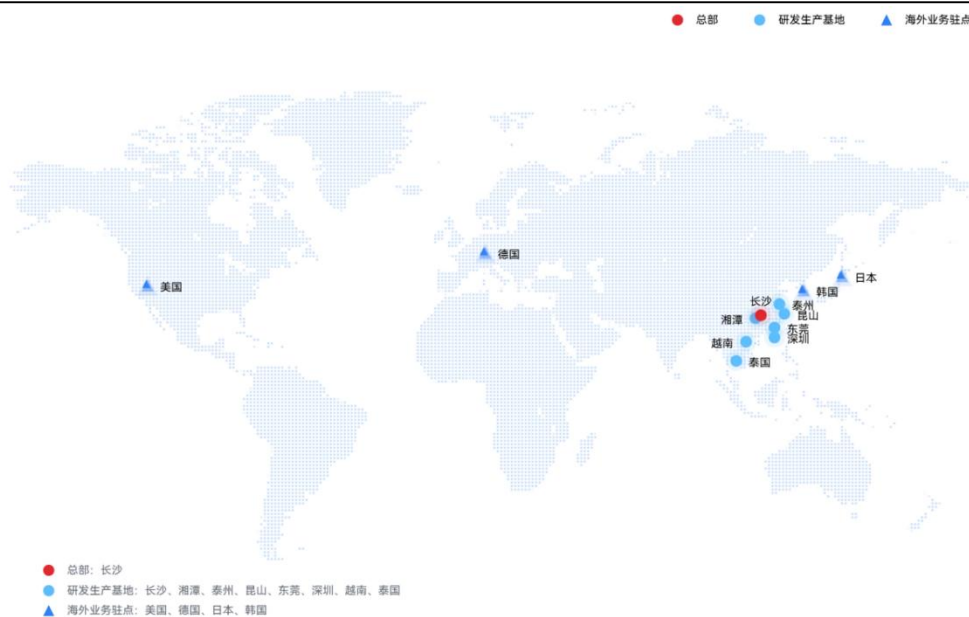 总部 研发生产基地 海外业务驻点
德国
日本
美国
韩国
长沙
泰州
昆山
湘潭
东莞
深圳
越南
泰国
总部：长沙
研发生产基地：长沙、湘潭、泰州、昆山、东莞、深圳、越南、泰国
海外业务驻点：美国、德国、日本、韩国